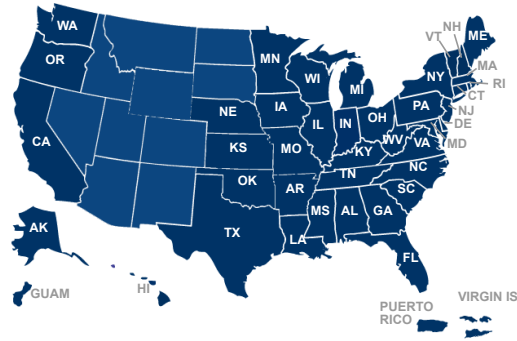 WA
OR
CA
AK
HI
GUAM
MN
WI
MI
NE
IA
IL
IN
OH
KS
MO
KY
WV
VA
OK
AR
TN
NC
SC
TX
LA
MS
AL
GA
FL
NY
PA
VT
NH
ME
MA
RI
CT
NJ
DE
MD
PUERTO
RICO
VIRGIN IS